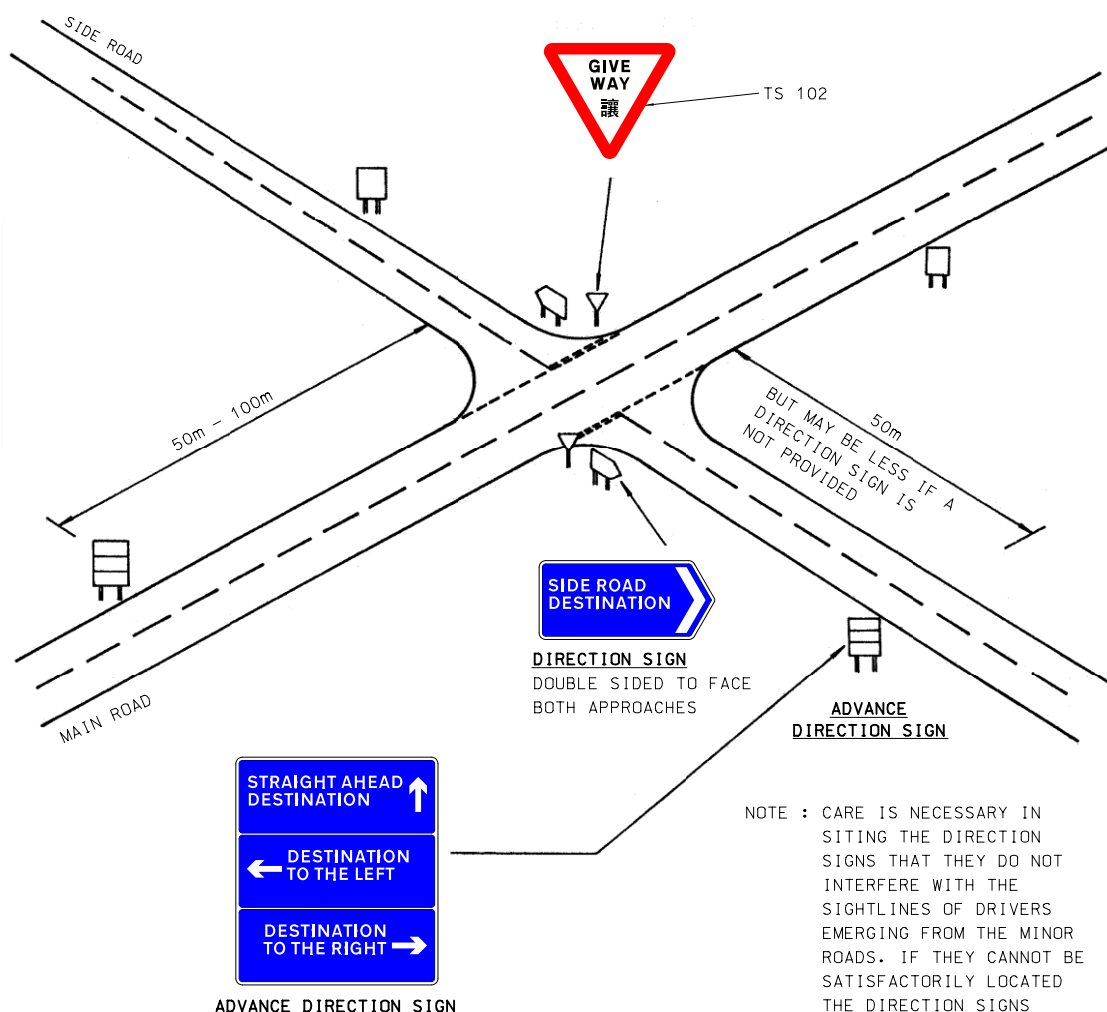 SIDE ROAD
GIVE
WAY
讓
TS 102
50m - 100m
50m
BUT MAY BE LESS IF A
DIRECTION SIGN IS
NOT PROVIDED
SIDE ROAD
DESTINATION
DIRECTION SIGN
DOUBLE SIDED TO FACE
BOTH APPROACHES
MAIN ROAD
ADVANCE
DIRECTION SIGN
STRAIGHT AHEAD
DESTINATION
DESTINATION
TO THE LEFT
DESTINATION
TO THE RIGHT
ADVANCE DIRECTION SIGN
NOTE : CARE IS NECESSARY IN
SITING THE DIRECTION
SIGNS THAT THEY DO NOT
INTERFERE WITH THE
SIGHTLINES OF DRIVERS
EMERGING FROM THE MINOR
ROADS. IF THEY CANNOT BE
SATISFACTORILY LOCATED
THE DIRECTION SIGNS